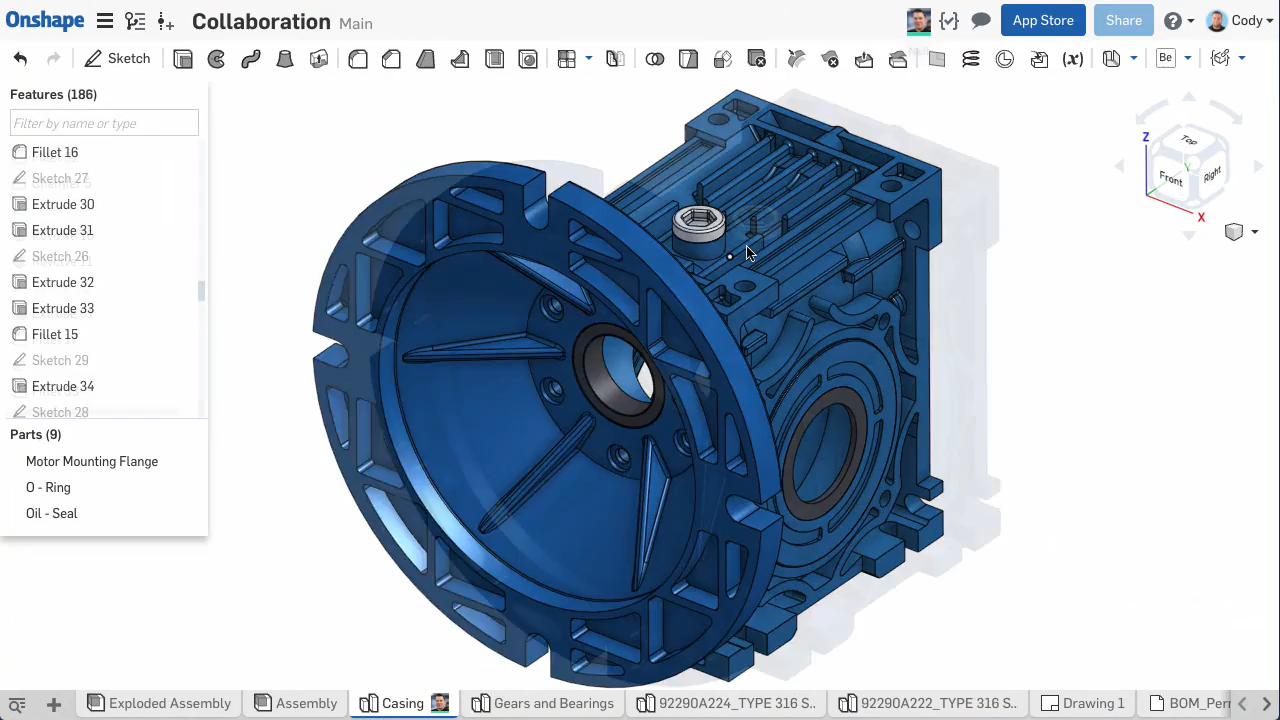 Onshape Collaboration Main App Store Share Cody
Sketch (x) Be
Features (186)
Filter by name or type
Fillet 16
Sketch 27
Extrude 30
Extrude 31
Sketch 26
Extrude 32
Extrude 33
Fillet 15
Sketch 29
Extrude 34
Sketch 28
Parts (9)
Motor Mounting Flange
O - Ring
Oil - Seal
Z
Top
Y
Front
Right
X
Exploded Assembly Assembly Casing Gears and Bearings 92290A224_TYPE 316 S.. 92290A222_TYPE 316 S.. Drawing 1 BOM_Per